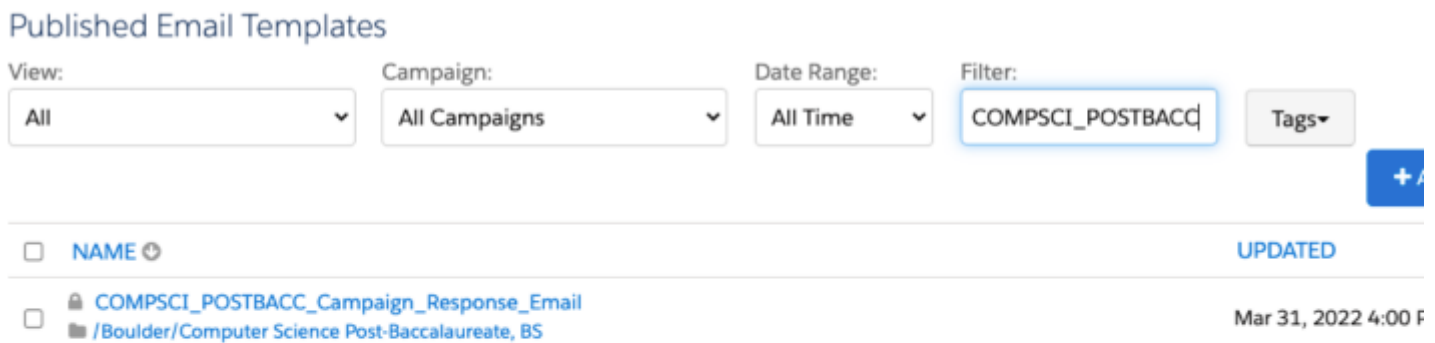 Published Email Templates
View: Campaign: Date Range: Filter:
All All Campaigns All Time COMPSCI_POSTBACC Tags
+
NAME UPDATED
COMPSCI_POSTBACC_Campaign_Response_Email
/Boulder/Computer Science Post-Baccalaureate, BS
Mar 31, 2022 4:00